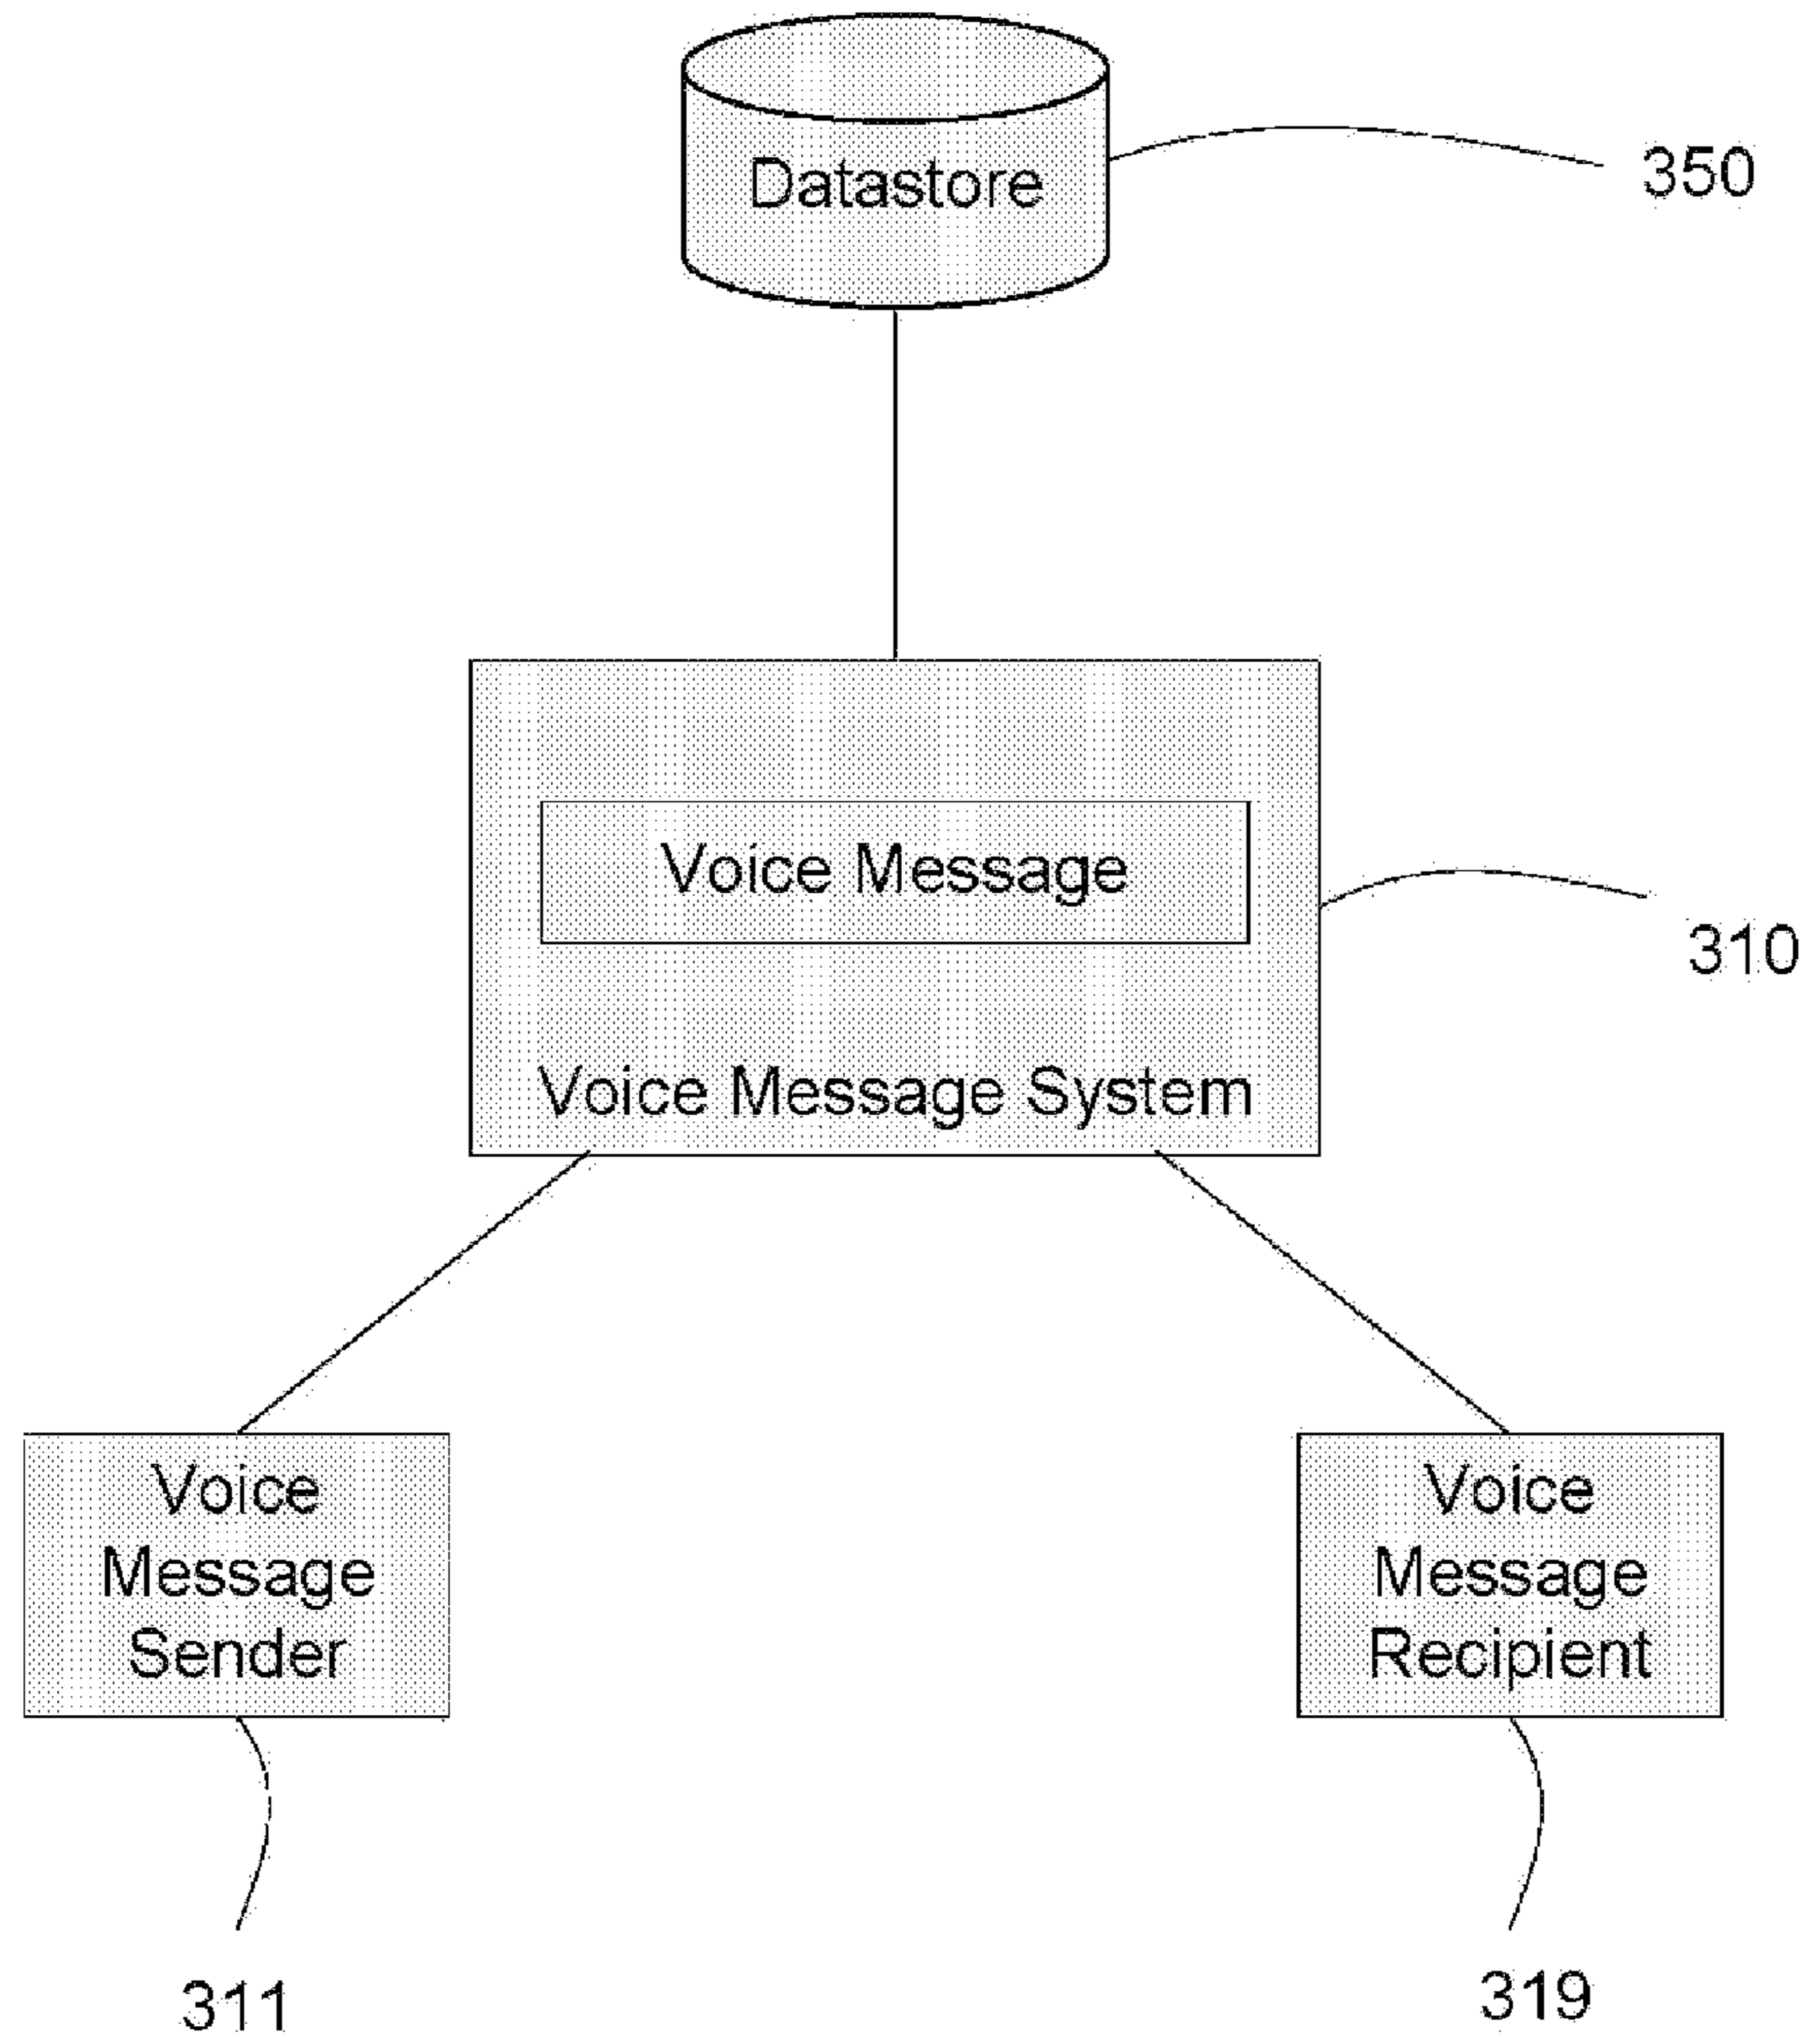 Datastore
350
Voice Message
310
Voice Message System
Voice
Message
Sender
Voice
Message
Recipient
311
319